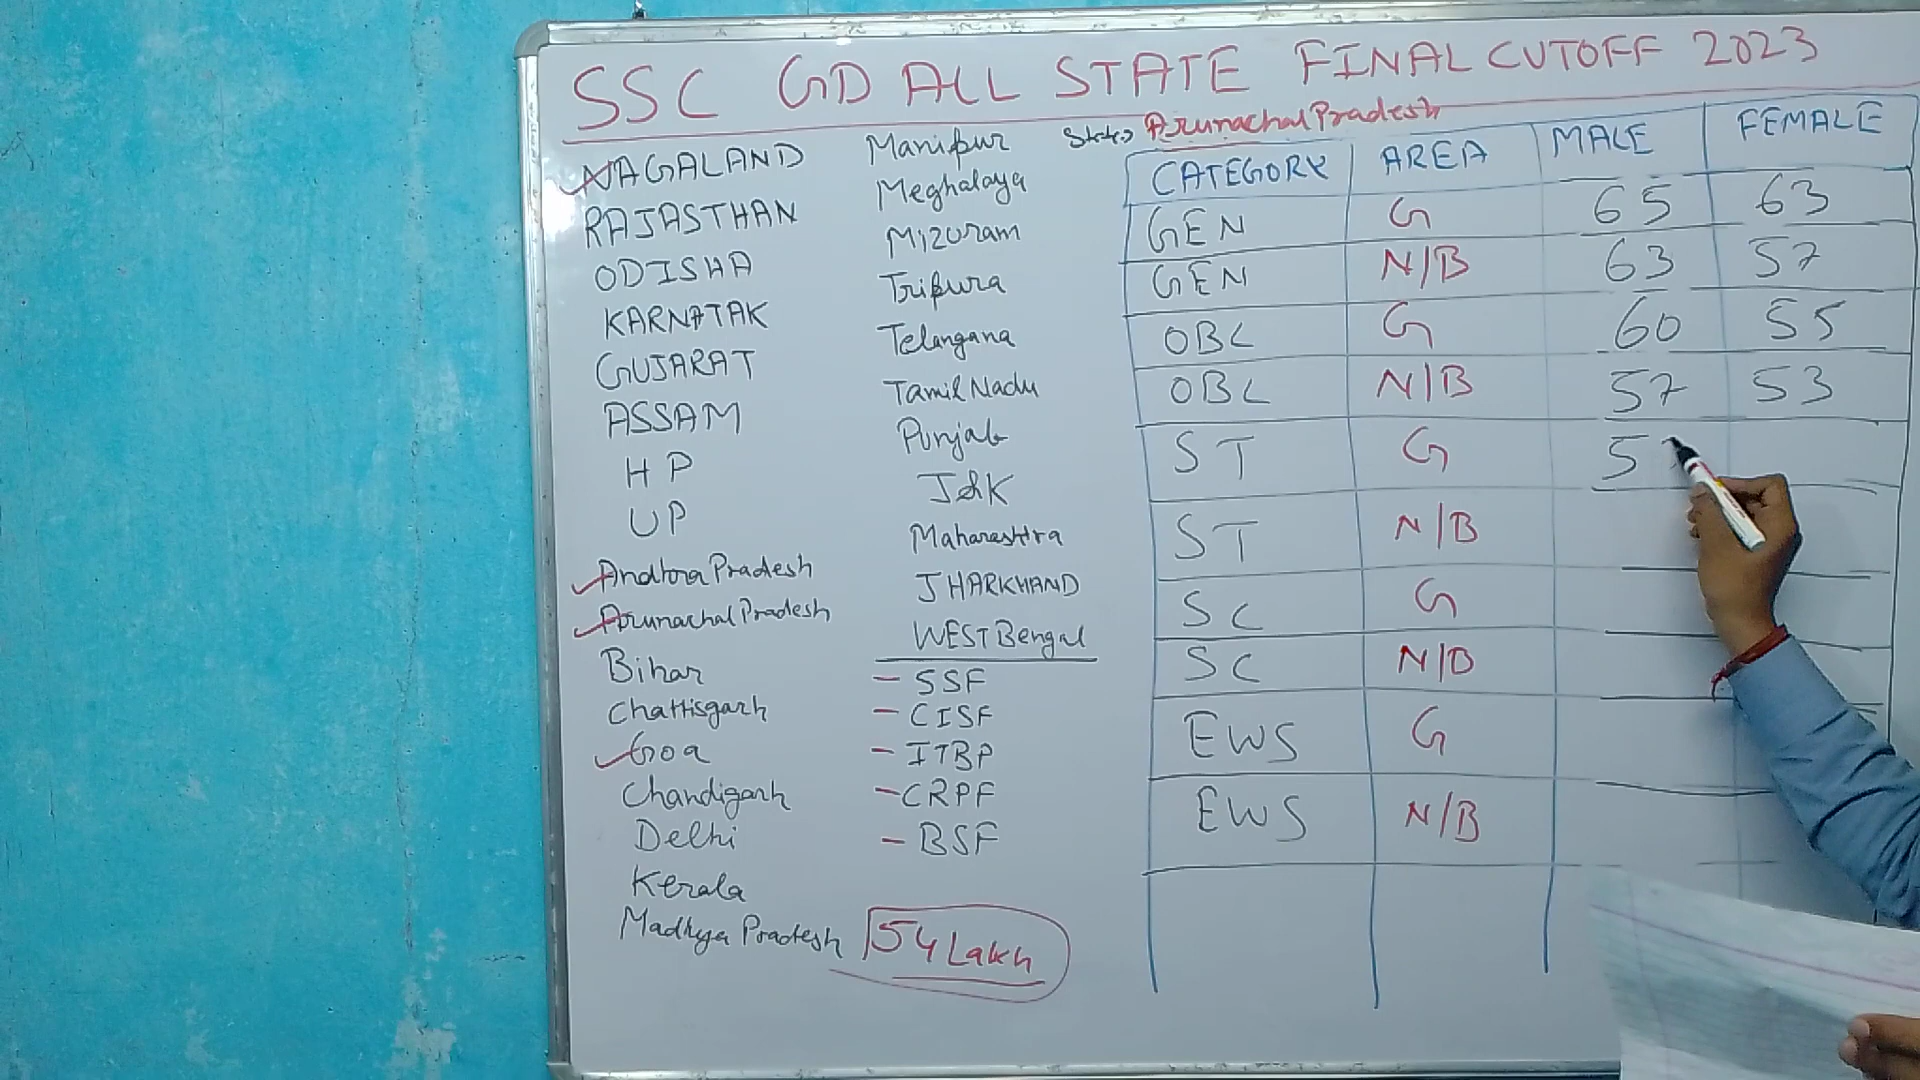 SSC GD ALL STATE FINAL CUTOFF 2023
NAGALAND
RAJASTHAN
ODISHA
KARNATAK
GUJARAT
ASSAM
HP
UP
Andhra Pradesh
Arunachal Pradesh
Bihar
Chattisgarh
Goa
Chandigarh
Delhi
Kerala
Madhya Pradesh
54 Lakh
Manipur
Meghalaya
Mizoram
Tripura
Telangana
Tamil Nadu
Punjab
J&K
Maharashtra
JHARKHAND
WEST Bengal
- SSF
- CISF
- ITBP
- CRPF
- BSF
State → Arunachal Pradesh
CATEGORY AREA MALE FEMALE
GEN G 65 63
GEN N/B 63 57
OBC G 60 55
OBC N/B 57 53
ST G 5
ST N/B
SC G
SC N/B
EWS G
EWS N/B